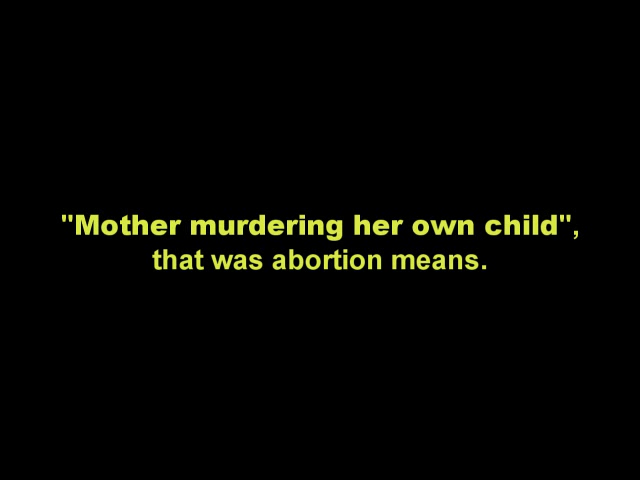 "Mother murdering her own child",
that was abortion means.